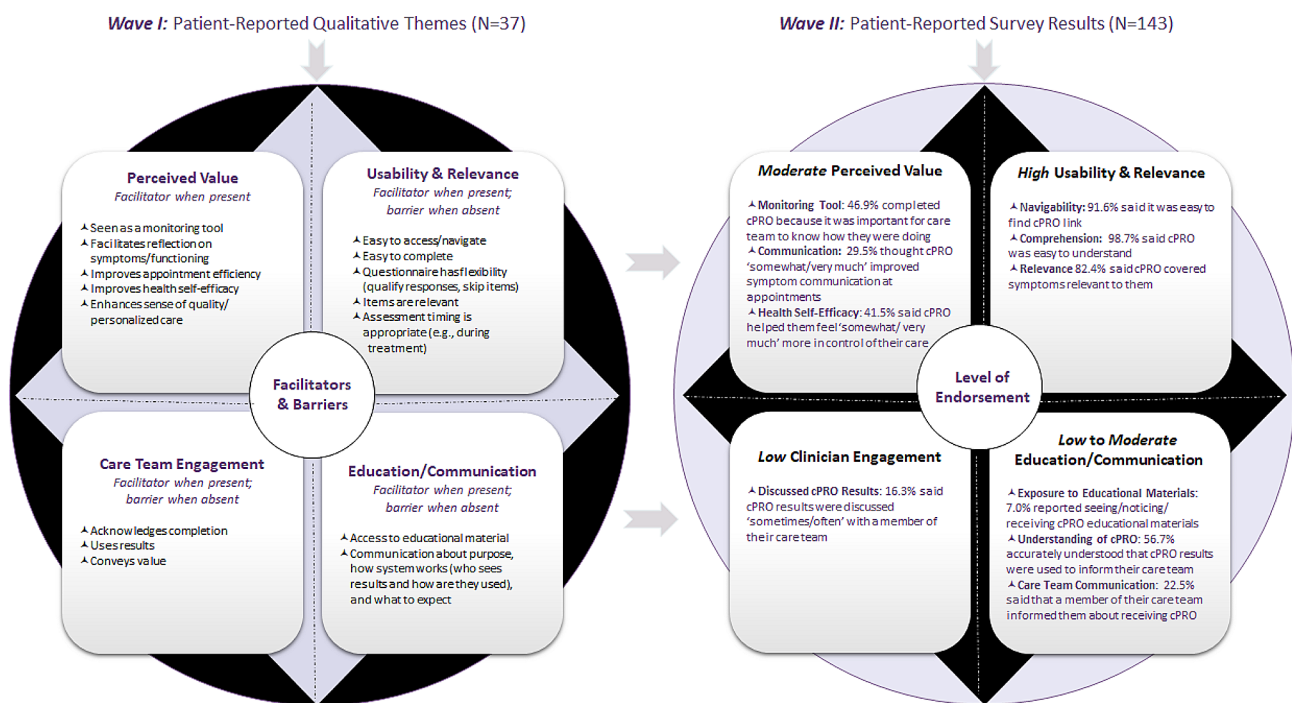 Wave I: Patient-Reported Qualitative Themes (N=37)
Perceived Value
Facilitator when present
Seen as a monitoring tool
Facilitates reflection on
symptoms/functioning
Improves appointment efficiency
Improves health self-efficacy
Enhances sense of quality/
personalized care
Usability & Relevance
Facilitator when present;
barrier when absent
Easy to access/navigate
Easy to complete
Questionnaire has flexibility
(qualify responses, skip items)
Items are relevant
Assessment timing is
appropriate (e.g., during
treatment)
Facilitators
& Barriers
Care Team Engagement
Facilitator when present;
barrier when absent
Acknowledges completion
Uses results
Conveys value
Education/Communication
Facilitator when present;
barrier when absent
Access to educational material
Communication about purpose,
how system works (who sees
results and how are they used),
and what to expect
Wave II: Patient-Reported Survey Results (N=143)
Moderate Perceived Value
Monitoring Tool: 46.9% completed
cPRO because it was important for care
team to know how they were doing
Communication: 29.5% thought cPRO
‘somewhat/very much’ improved
symptom communication at
appointments
Health Self-Efficacy: 41.5% said cPRO
helped them feel ‘somewhat/ very
much’ more in control of their care
High Usability & Relevance
Navigability: 91.6% said it was easy to
find cPRO link
Comprehension: 98.7% said cPRO
was easy to understand
Relevance 82.4% said cPRO covered
symptoms relevant to them
Level of
Endorsement
Low Clinician Engagement
Discussed cPRO Results: 16.3% said
cPRO results were discussed
‘sometimes/often’ with a member of
their care team
Low to Moderate
Education/Communication
Exposure to Educational Materials:
7.0% reported seeing/noticing/
receiving cPRO educational materials
Understanding of cPRO: 56.7%
accurately understood that cPRO results
were used to inform their care team
Care Team Communication: 22.5%
said that a member of their care team
informed them about receiving cPRO